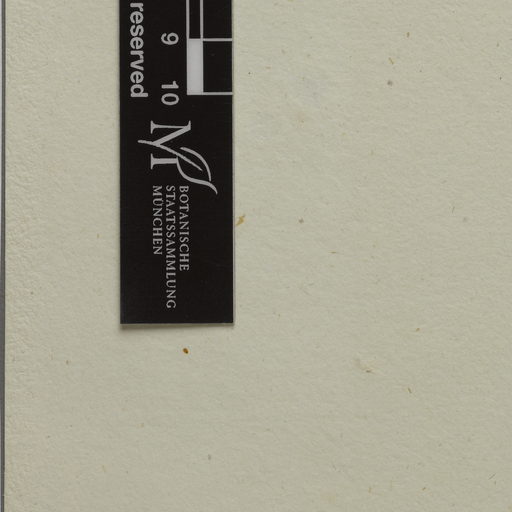 reserved
9 10
M
BOTANISCHE
STAATSSAMMLUNG
MÜNCHEN